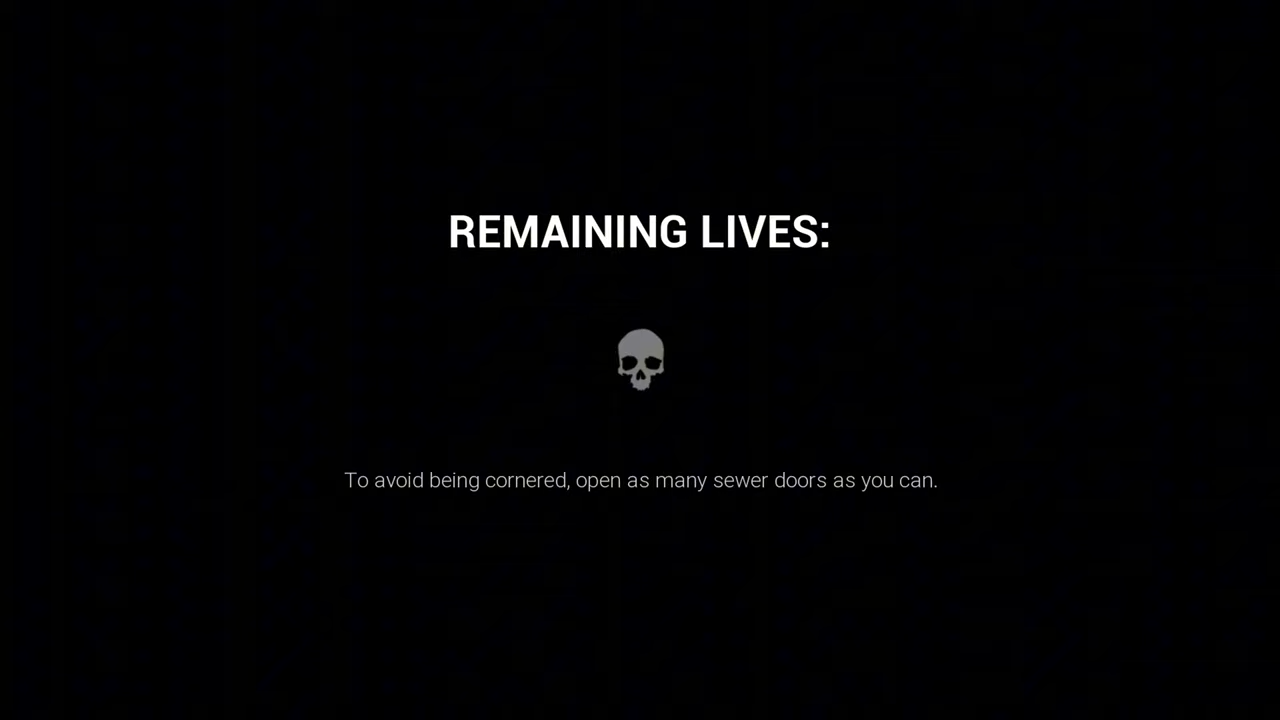 REMAINING LIVES:
To avoid being cornered, open as many sewer doors as you can.